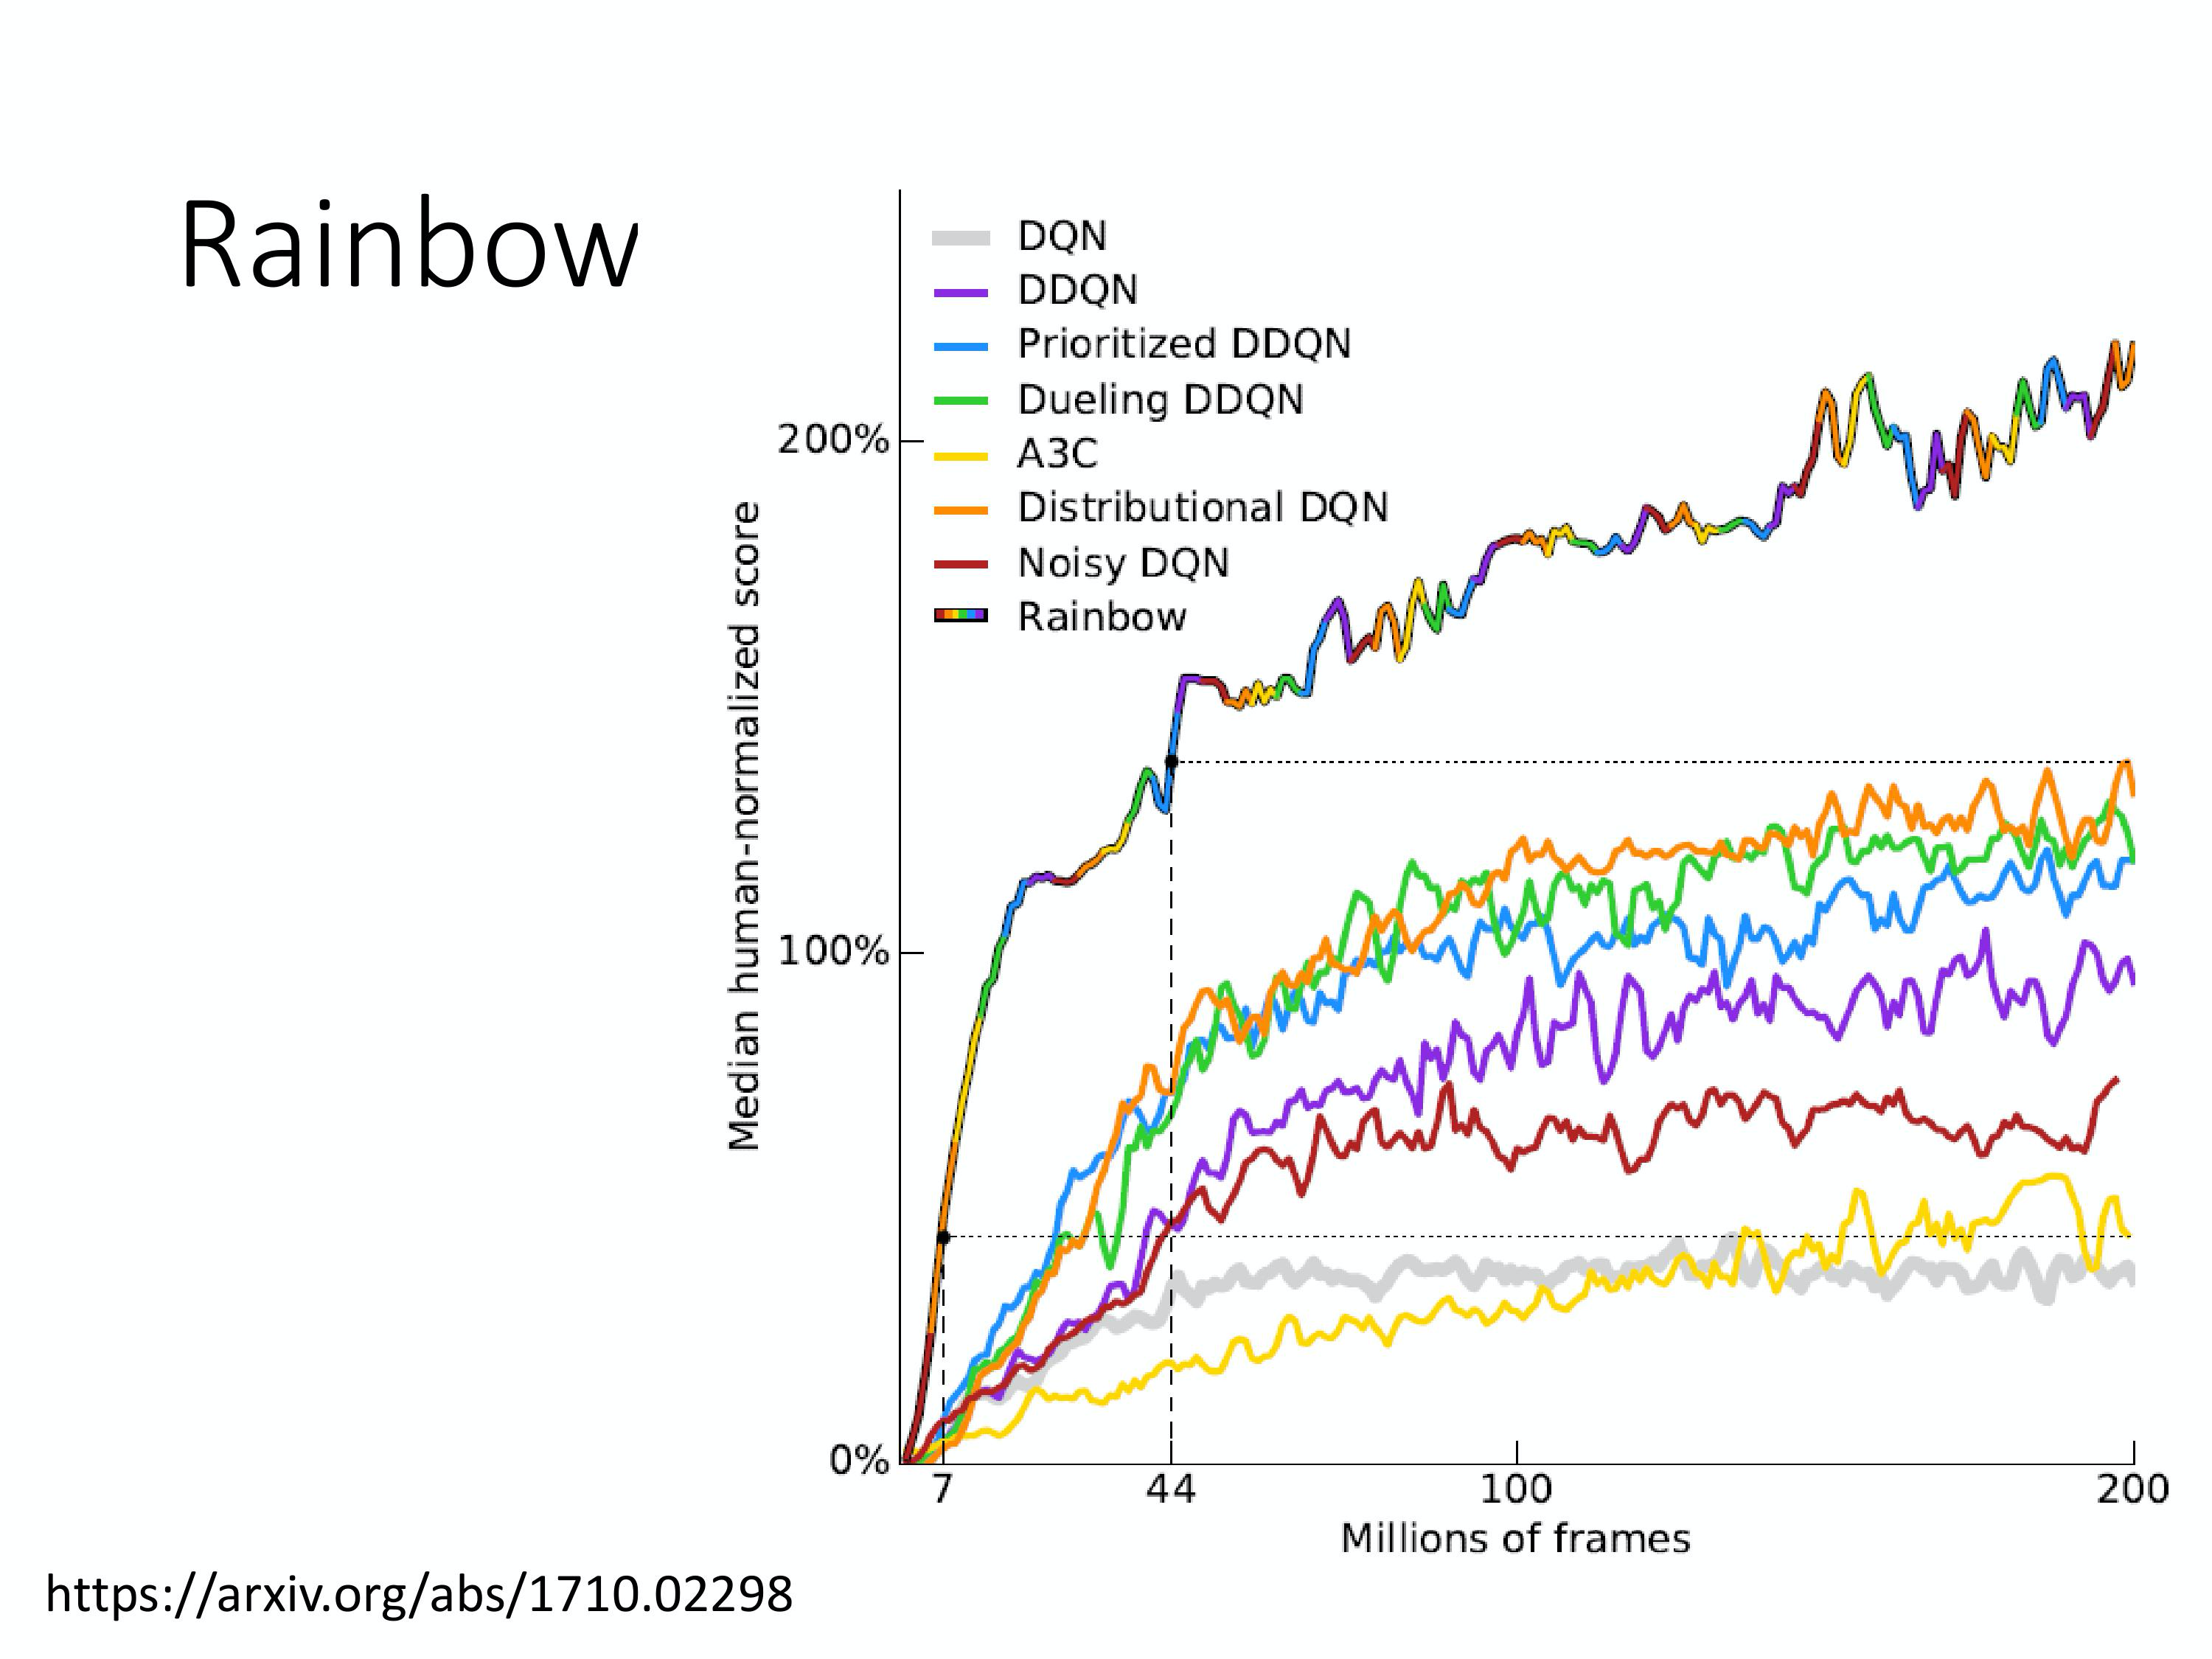 Rainbow
DQN
DDQN
Prioritized DDQN
Dueling DDQN
A3C
Distributional DQN
Noisy DQN
Rainbow
Median human-normalized score
200%
100%
0%
7 44 100 200
Millions of frames
https://arxiv.org/abs/1710.02298